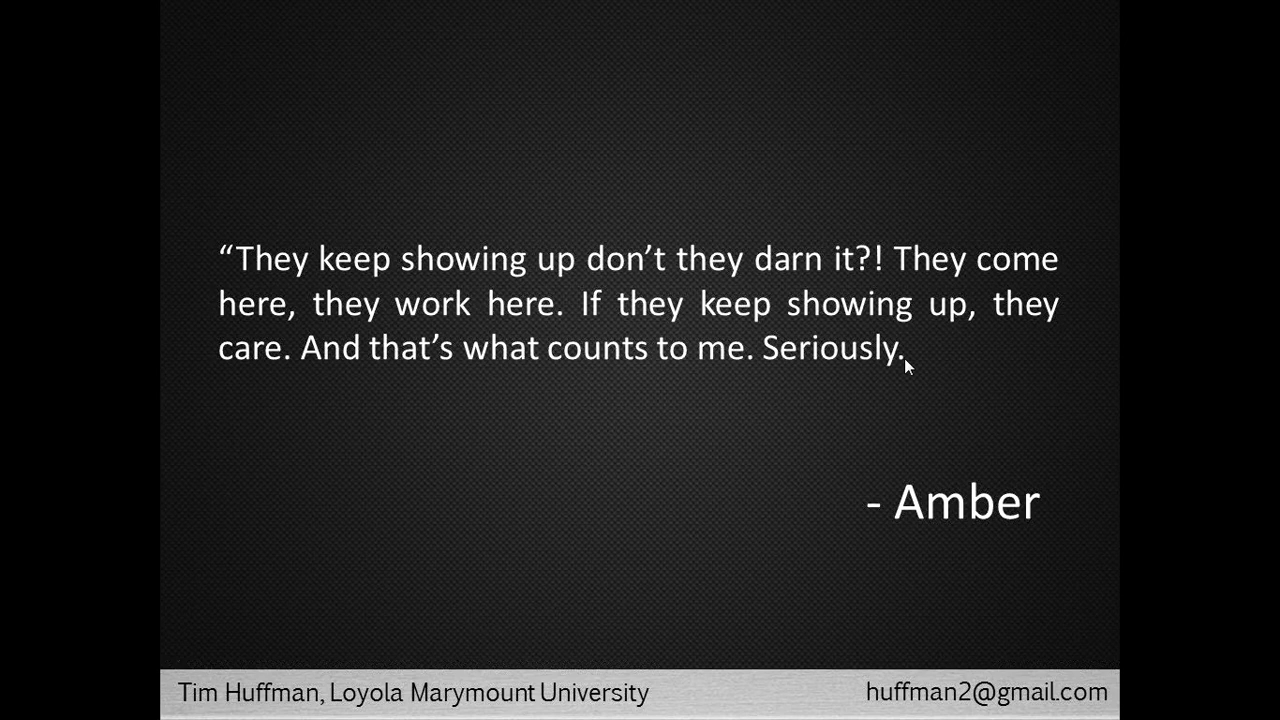 “They keep showing up don’t they darn it?! They come
here, they work here. If they keep showing up, they
care. And that’s what counts to me. Seriously.
- Amber
Tim Huffman, Loyola Marymount University
huffman2@gmail.com